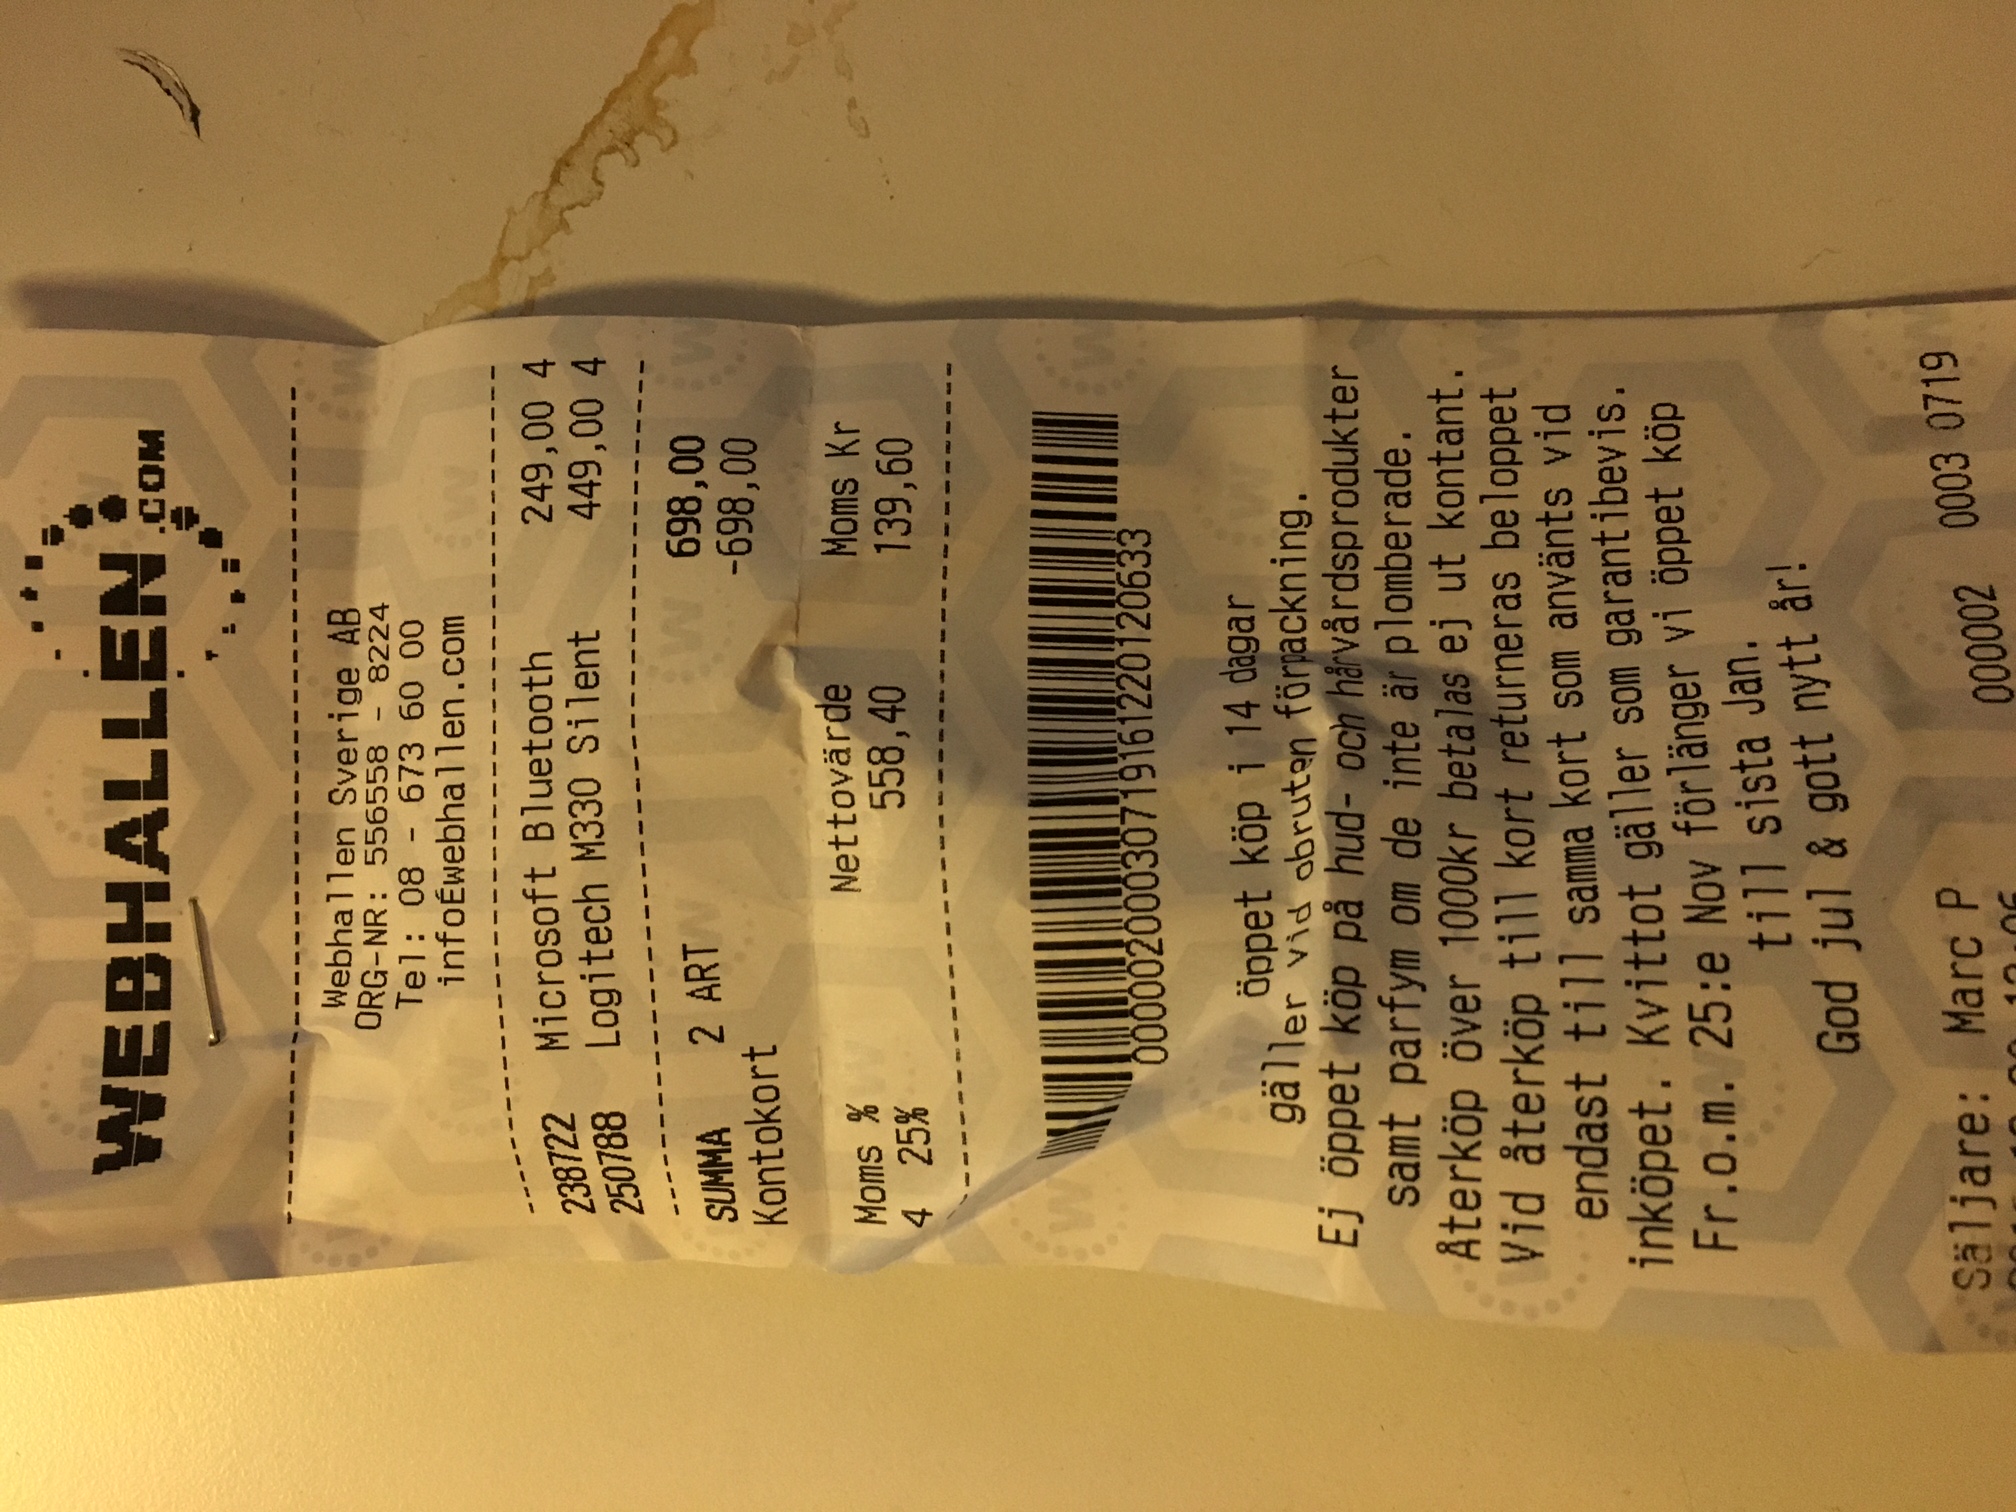 WEBHALLEN.COM
Webhallen Sverige AB
ORG-NR: 556558 - 8224
Tel: 08 - 673 60 00
infoÉwebhallen.com
238722 Microsoft Bluetooth 249,00 4
250788 Logitech M330 Silent 449,00 4
SUMMA 2 ART 698,00
Kontokort -698,00
Moms % Nettovärde Moms Kr
4 25% 558,40 139,60
00000200030719161220120633
öppet köp i 14 dagar
gäller vid obruten förpackning.
Ej öppet köp på hud- och hårvårdsprodukter
samt parfym om de inte är plomberade.
Återköp över 1000kr betalas ej ut kontant.
Vid återköp till kort returneras beloppet
endast till samma kort som använts vid
inköpet. Kvittot gäller som garantibevis.
Fr.o.m. 25:e Nov förlänger vi öppet köp
till sista Jan.
God jul & gott nytt år!
Säljare: Marc P 000002 0003 0719